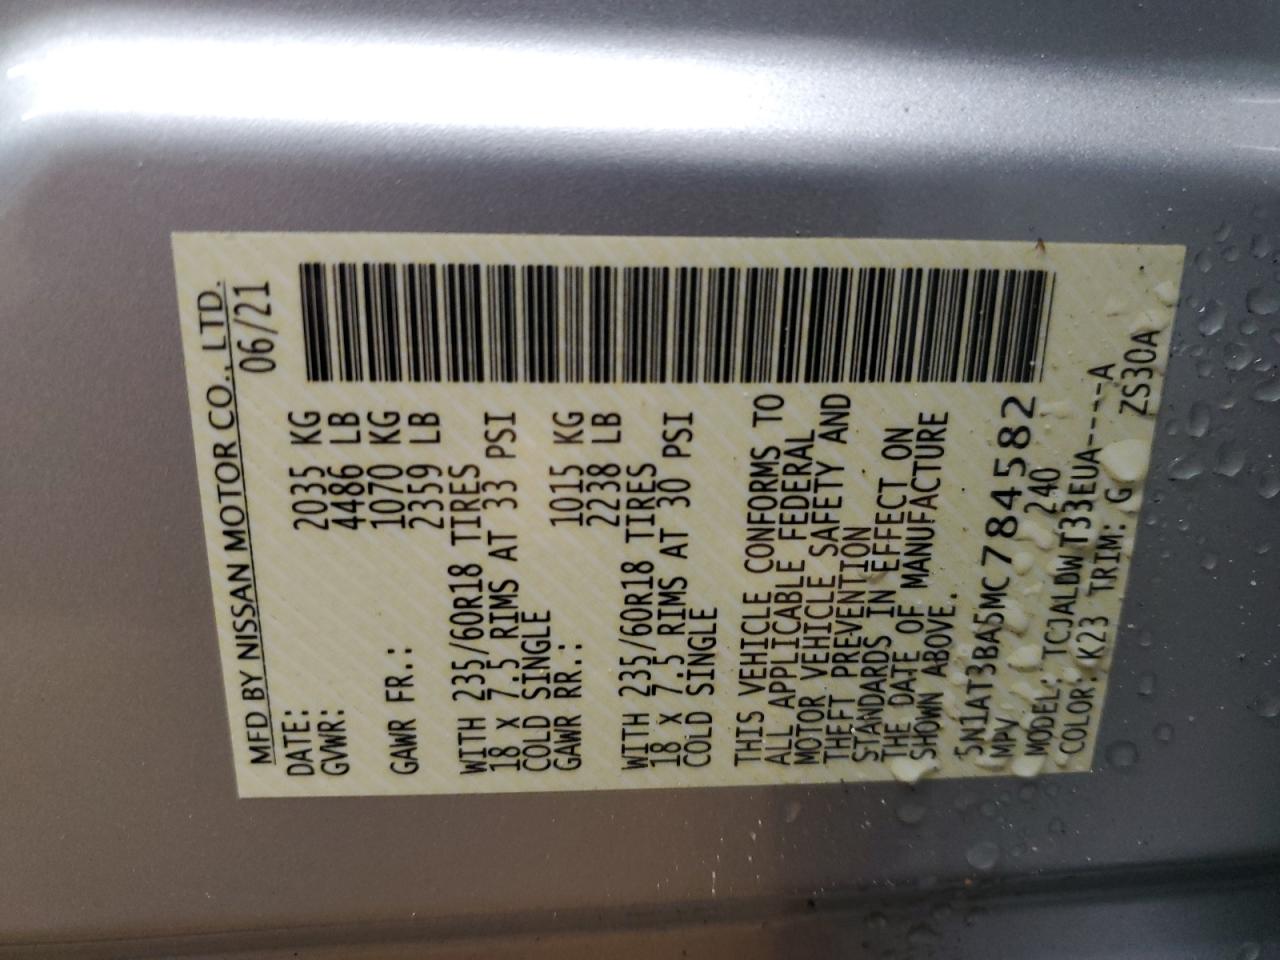 MFD BY NISSAN MOTOR CO., LTD.
DATE: 06/21
GVWR: 2035 KG
4486 LB
GAWR FR.: 1070 KG
2359 LB
WITH 235/60R18 TIRES
18 X 7.5 RIMS AT 33 PSI
COLD SINGLE
GAWR RR.: 1015 KG
2238 LB
WITH 235/60R18 TIRES
18 X 7.5 RIMS AT 30 PSI
COLD SINGLE
THIS VEHICLE CONFORMS TO
ALL APPLICABLE FEDERAL
MOTOR VEHICLE SAFETY AND
THEFT PREVENTION
STANDARDS IN EFFECT ON
THE DATE OF MANUFACTURE
SHOWN ABOVE.
5N1AT3BA5MC784582
MPV 240
MODEL: TCJALDWT33EUA----A
COLOR: K23 TRIM: G ZS30A